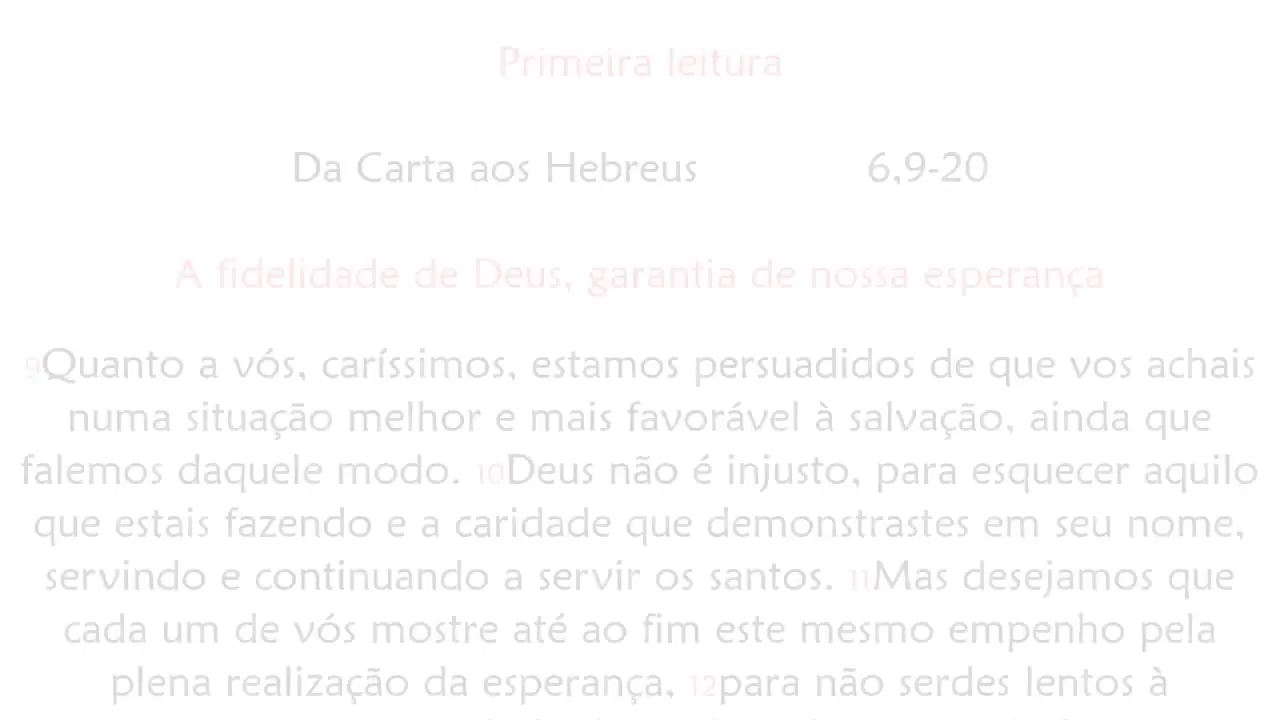 Primeira leitura
Da Carta aos Hebreus 6,9-20
A fidelidade de Deus, garantia de nossa esperança
9Quanto a vós, caríssimos, estamos persuadidos de que vos achais
numa situação melhor e mais favorável à salvação, ainda que
falemos daquele modo. 10Deus não é injusto, para esquecer aquilo
que estais fazendo e a caridade que demonstrastes em seu nome,
servindo e continuando a servir os santos. 11Mas desejamos que
cada um de vós mostre até ao fim este mesmo empenho pela
plena realização da esperança, 12para não serdes lentos à